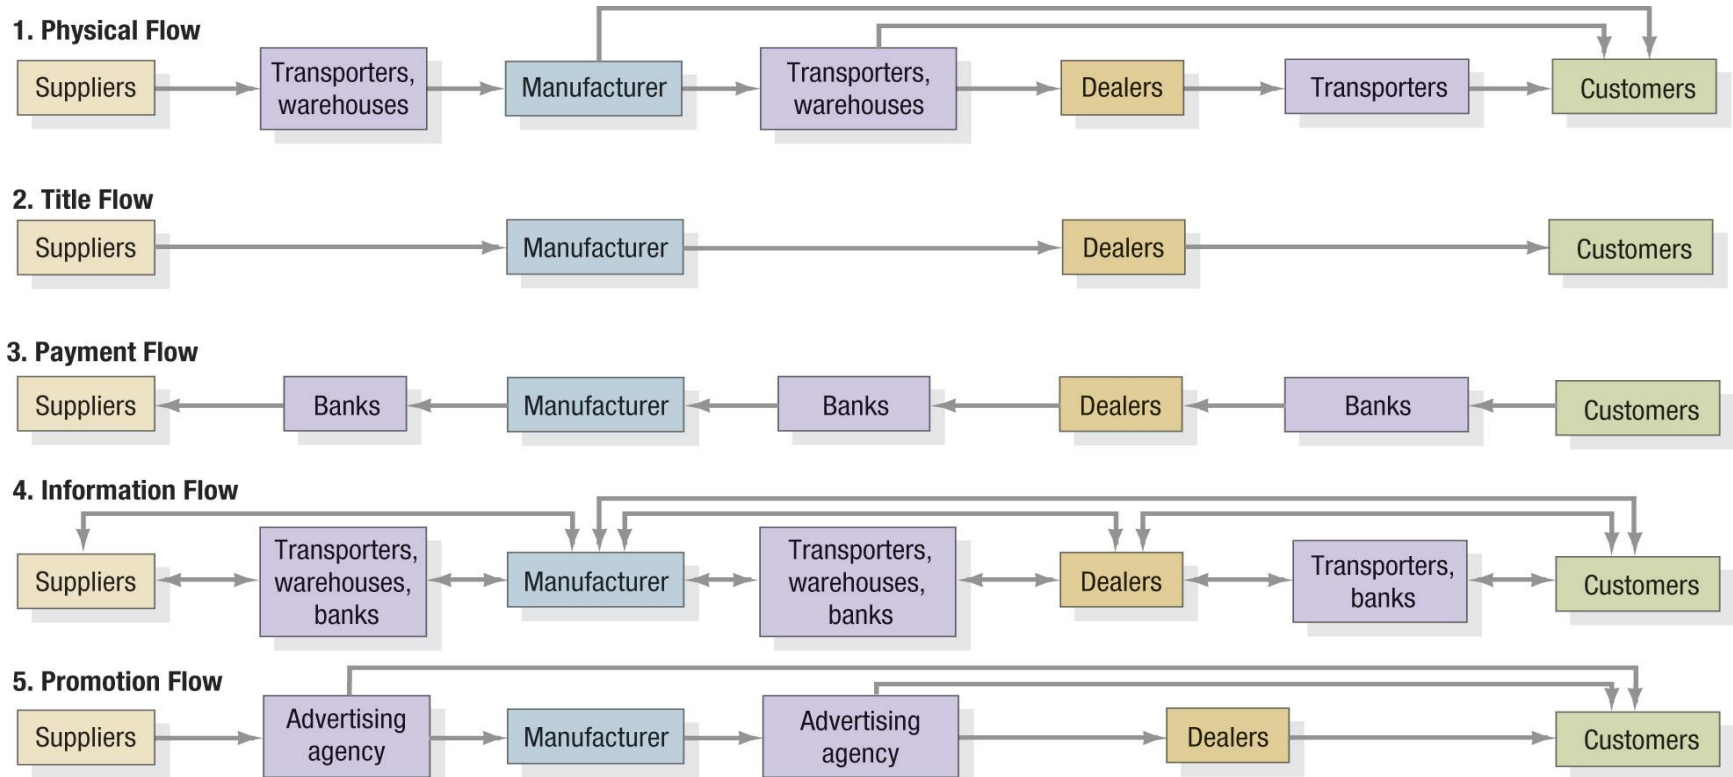 1. Physical Flow
Suppliers
Transporters,
warehouses
Manufacturer
Transporters,
warehouses
Dealers
Transporters
Customers
2. Title Flow
Suppliers
Manufacturer
Dealers
Customers
3. Payment Flow
Suppliers
Banks
Manufacturer
Banks
Dealers
Banks
Customers
4. Information Flow
Suppliers
Transporters,
warehouses,
banks
Manufacturer
Transporters,
warehouses,
banks
Dealers
Transporters,
banks
Customers
5. Promotion Flow
Suppliers
Advertising
agency
Manufacturer
Advertising
agency
Dealers
Customers